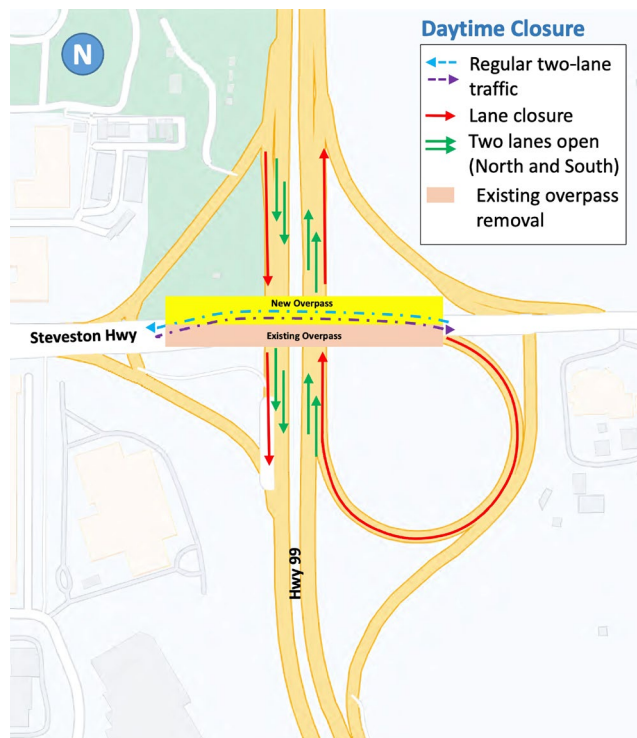 N
Daytime Closure
Regular two-lane
traffic
Lane closure
Two lanes open
(North and South)
Existing overpass
removal
New Overpass
Steveston Hwy
Existing Overpass
Hwy 99